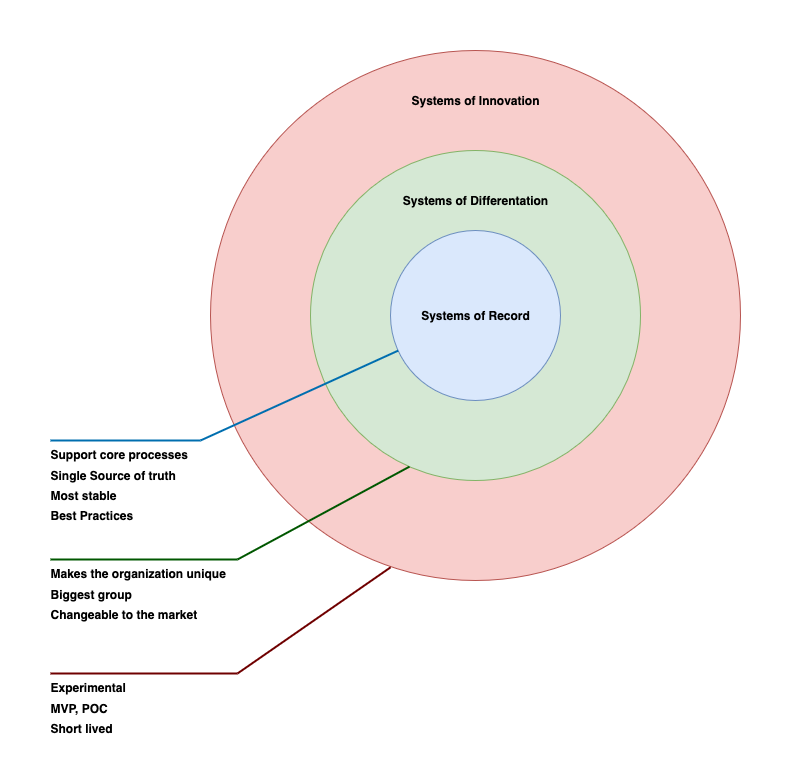 Systems of Innovation
Systems of Differentation
Systems of Record
Support core processes
Single Source of truth
Most stable
Best Practices
Makes the organization unique
Biggest group
Changeable to the market
Experimental
MVP, POC
Short lived